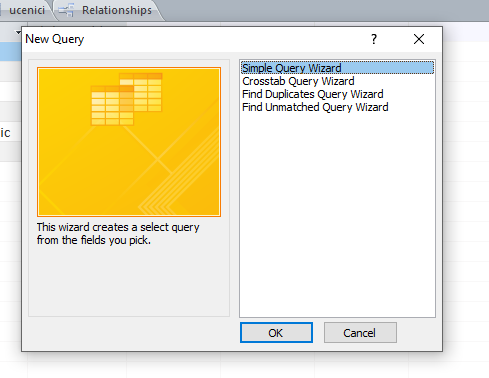 ucenici
Relationships
New Query
?
Simple Query Wizard
Crosstab Query Wizard
Find Duplicates Query Wizard
Find Unmatched Query Wizard
ic
This wizard creates a select query
from the fields you pick.
OK
Cancel